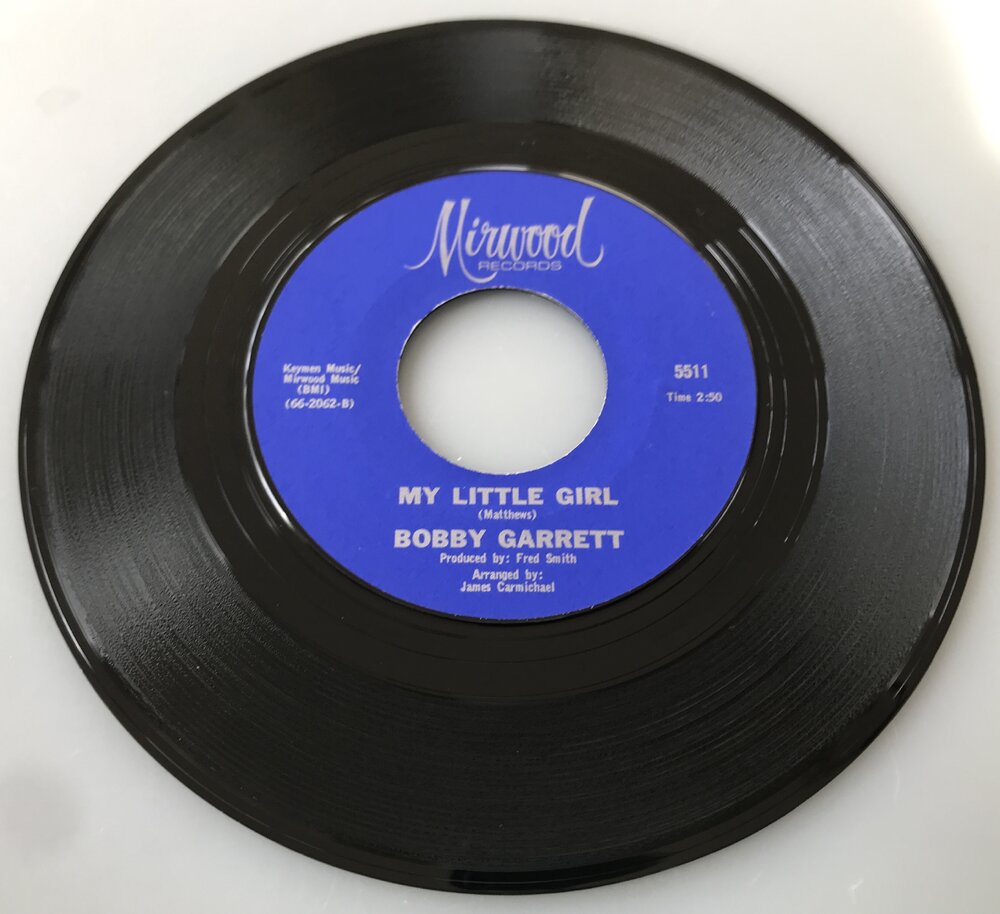 Mirwood
RECORDS
Keymen Music/
Mirwood Music
(BMI)
(66-2062-B)
5511
Time 2:50
MY LITTLE GIRL
(Matthews)
BOBBY GARRETT
Produced by: Fred Smith
Arranged by:
James Carmichael